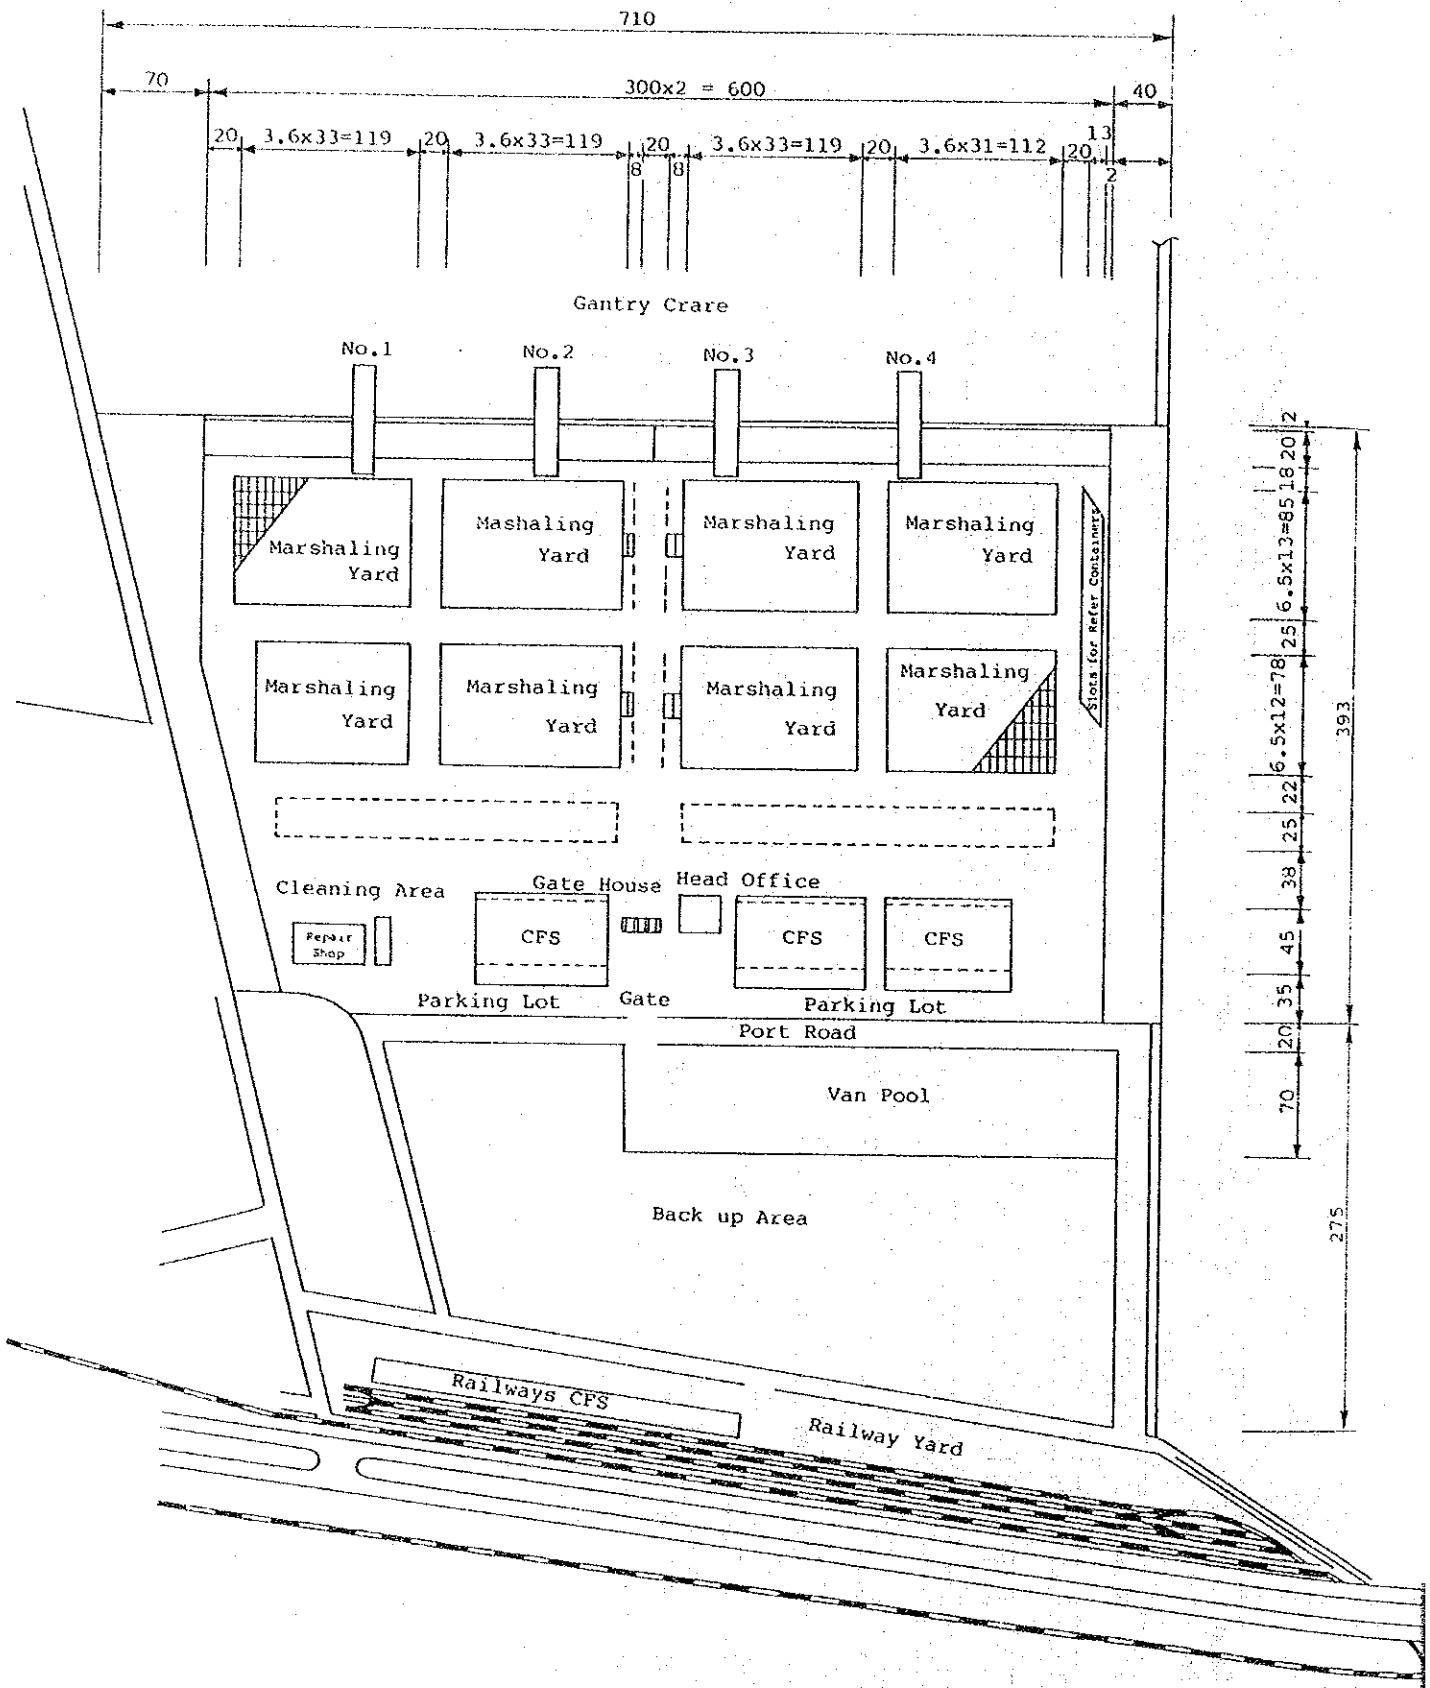 710
70
300x2 = 600
40
20
3.6x33=119
20
3.6x33=119
8
20
8
3.6x33=119
20
3.6x31=112
20
13
2
Gantry Crare
No.1
No.2
No.3
No.4
Marshaling
Yard
Mashaling
Yard
Marshaling
Yard
Marshaling
Yard
Slots for Refer Containers
Marshaling
Yard
Marshaling
Yard
Marshaling
Yard
Marshaling
Yard
2
20
18
6.5x13=85
25
6.5x12=78
22
25
38
45
35
20
70
393
275
Cleaning Area
Gate House
Head Office
Repair
Shop
CFS
CFS
CFS
Parking Lot
Gate
Parking Lot
Port Road
Van Pool
Back up Area
Railways CFS
Railway Yard